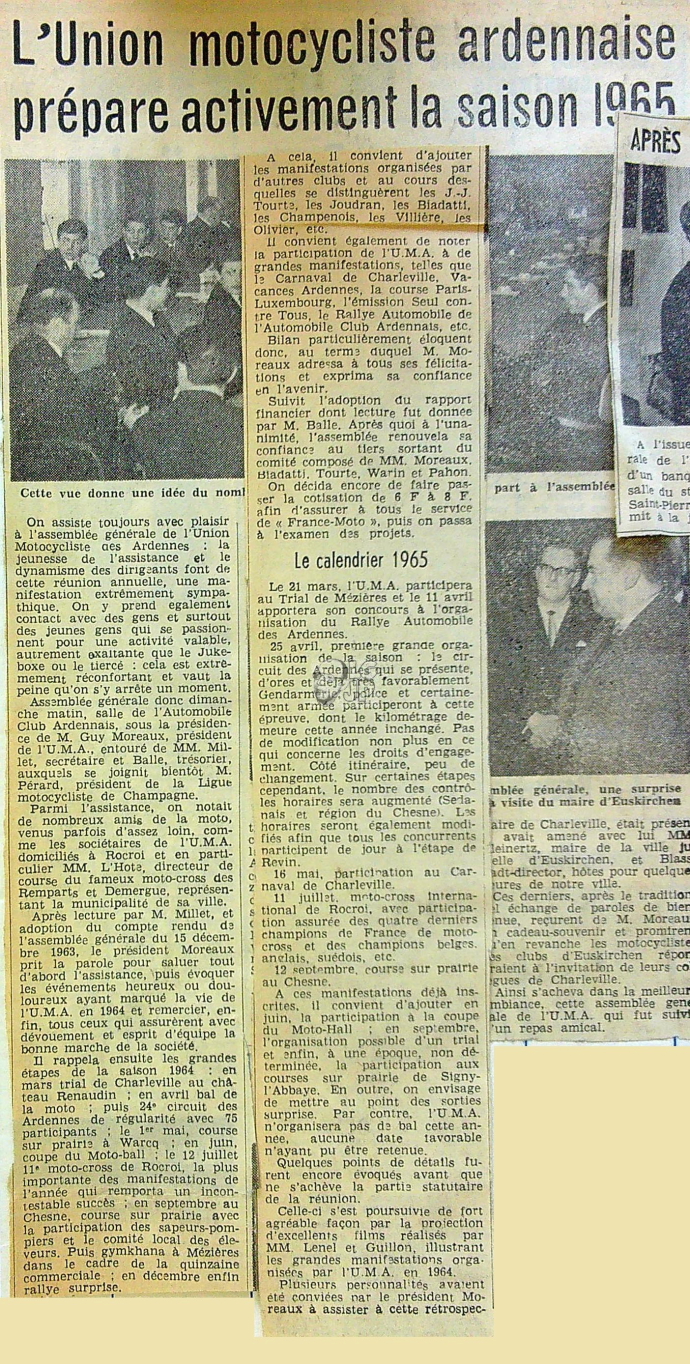 L'Union motocycliste ardennaise
prépare activement la saison 1965
APRÈS
Cette vue donne une idée du noml
On assiste toujours avec plaisir
à l'assemblée générale de l'Union
Motocycliste des Ardennes : la
jeunesse de l'assistance et le
dynamisme des dirigeants font de
cette réunion annuelle, une ma-
nifestation extrêmement sympa-
thique. On y prend egalement
contact avec des gens et surtout
des jeunes gens qui se passion-
nent pour une activité valable,
autrement exaltante que le Juke-
boxe ou le tiercé : cela est extrê-
mement réconfortant et vaut la
peine qu'on s'y arrête un moment.
Assemblée générale donc diman-
che matin, salle de l'Automobile
Club Ardennais, sous la présiden-
ce de M. Guy Moreaux, président
de l'U.M.A., entouré de MM. Mil-
let, secrétaire et Balle, trésorier,
auxquels se joignit bientôt M.
Pérard, président de la Ligue
motocycliste de Champagne.
Parmi l'assistance, on notait
de nombreux amis de la moto,
venus parfois d'assez loin, com-
me les sociétaires de l'U.M.A.
domiciliés à Rocroi et en parti-
culier MM. L'Hote, directeur de
course du fameux moto-cross des
Remparts et Demergue, représen-
tant la municipalité de sa ville.
Après lecture par M. Millet, et
adoption du compte rendu de
l'assemblée générale du 15 décem-
bre 1963, le président Moreaux
prit la parole pour saluer tout
d'abord l'assistance, puis évoquer
les événements heureux ou dou-
loureux ayant marqué la vie de
l'U.M.A. en 1964 et remercier, en-
fin, tous ceux qui assurèrent avec
dévouement et esprit d'équipe la
bonne marche de la société.
Il rappela ensuite les grandes
étapes de la saison 1964 : en
mars trial de Charleville au châ-
teau Renaudin ; en avril bal de
la moto ; puis 24e circuit des
Ardennes de régularité avec 75
participants ; le 1er mai, course
sur prairie à Warcq ; en juin,
coupe du Moto-ball ; le 12 juillet
11e moto-cross de Rocroi, la plus
importante des manifestations de
l'année qui remporta un incon-
testable succès ; en septembre au
Chesne, course sur prairie avec
la participation des sapeurs-pom-
piers et le comité local des éle-
veurs. Puis gymkhana à Mézières
dans le cadre de la quinzaine
commerciale ; en décembre enfin
rallye surprise.
A cela, il convient d'ajouter
les manifestations organisées par
d'autres clubs et au cours des-
quelles se distinguèrent les J.-J.
Tourte, les Joudran, les Biadatti,
les Champenois, les Villière, les
Olivier, etc.
Il convient également de noter
la participation de l'U.M.A. à de
grandes manifestations, telles que
le Carnaval de Charleville, Va-
cances Ardennes, la course Paris-
Luxembourg, l'émission Seul con-
tre Tous, le Rallye Automobile de
l'Automobile Club Ardennais, etc.
Bilan particulièrement éloquent
donc, au terme duquel M. Mo-
reaux adressa à tous ses félicita-
tions et exprima sa confiance
en l'avenir.
Suivit l'adoption du rapport
financier dont lecture fut donnée
par M. Balle. Après quoi à l'una-
nimité, l'assemblée renouvela sa
confiance au tiers sortant du
comité composé de MM. Moreaux,
Biadatti, Tourte, Warin et Pahon.
On décida encore de faire pas-
ser la cotisation de 6 F à 8 F.
afin d'assurer à tous le service
de « France-Moto », puis on passa
à l'examen des projets.
Le calendrier 1965
Le 21 mars, l'U.M.A. participera
au Trial de Mézières et le 11 avril
apportera son concours à l'orga-
nisation du Rallye Automobile
des Ardennes.
25 avril, première grande orga-
nisation de la saison : le cir-
cuit des Ardennes qui se présente,
d'ores et déjà très favorablement.
Gendarmerie, police et certaine-
ment armée participeront à cette
épreuve, dont le kilométrage de-
meure cette année inchangé. Pas
de modification non plus en ce
qui concerne les droits d'engage-
ment. Côté itinéraire, peu de
changement. Sur certaines étapes
cependant, le nombre des contrô-
les horaires sera augmenté (Seda-
nais et région du Chesne). Les
horaires seront également modi-
fiés afin que tous les concurrents
participent de jour à l'étape de
Revin.
16 mai, participation au Car-
naval de Charleville.
11 juillet, moto-cross interna-
tional de Rocroi, avec participa-
tion assurée des quatre derniers
champions de France de moto-
cross et des champions belges,
anglais, suédois, etc.
12 septembre, course sur prairie
au Chesne.
A ces manifestations déjà ins-
crites, il convient d'ajouter en
juin, la participation à la coupe
du Moto-Hall ; en septembre,
l'organisation possible d'un trial
et enfin, à une époque, non dé-
terminée, la participation aux
courses sur prairie de Signy-
l'Abbaye. En outre, on envisage
de mettre au point des sorties
surprise. Par contre, l'U.M.A.
n'organisera pas de bal cette an-
née, aucune date favorable
n'ayant pu être retenue.
Quelques points de détails fu-
rent encore évoqués avant que
ne s'achève la partie statutaire
de la réunion.
Celle-ci s'est poursuivie de fort
agréable façon par la projection
d'excellents films réalisés par
MM. Lenel et Guillon, illustrant
les grandes manifestations orga-
nisées par l'U.M.A. en 1964.
Plusieurs personnalités avaient
été conviées par le président Mo-
reaux à assister à cette rétrospec-
part à l'assemblée
A l'issue
rale de l'
d'un banq
salle du st
Saint-Pierr
mit à la
mblée générale, une surprise
a visite du maire d'Euskirchen
aire de Charleville, était présen
avait amené avec lui MM
leinertz, maire de la ville ju
elle d'Euskirchen, et Blass
adt-director, hôtes pour quelque
ures de notre ville.
Ces derniers, après le tradition
l échange de paroles de bien
nue, reçurent de M. Moreau
n cadeau-souvenir et promiren
l'en revanche les motocycliste
es clubs d'Euskirchen répon
raient à l'invitation de leurs co
gues de Charleville.
Ainsi s'acheva dans la meilleur
mbiance, cette assemblée géné
ale de l'U.M.A. qui fut suivi
'un repas amical.